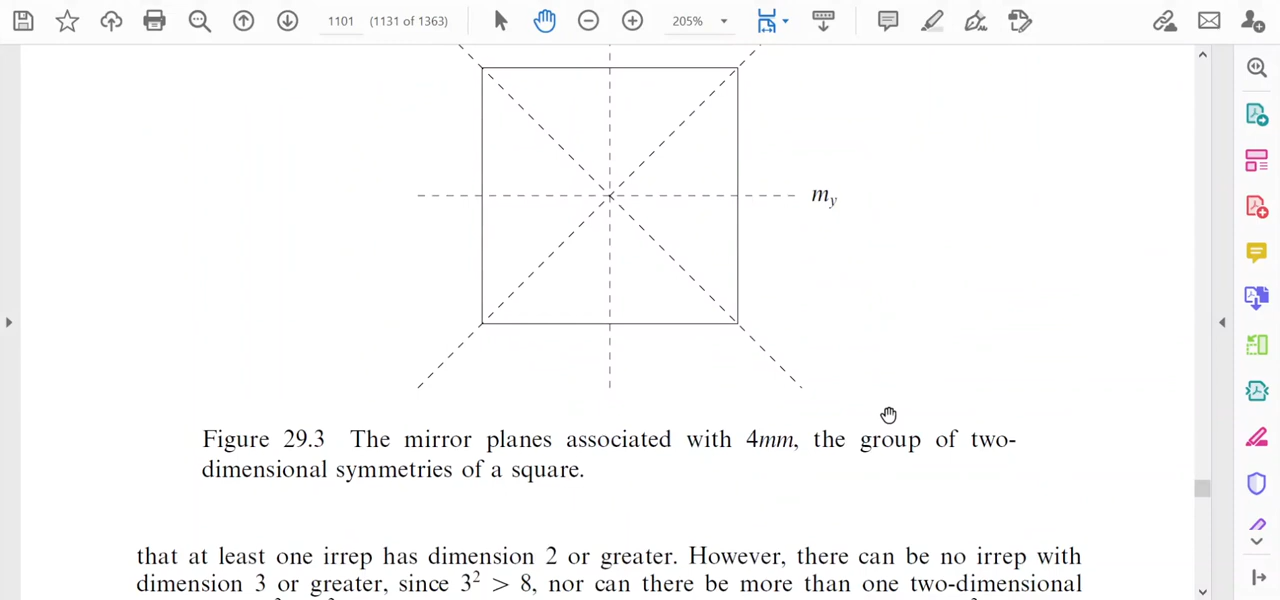 1101 (1131 of 1363) 205%
m_y
Figure 29.3 The mirror planes associated with 4mm, the group of two-
dimensional symmetries of a square.
that at least one irrep has dimension 2 or greater. However, there can be no irrep with
dimension 3 or greater, since 3² > 8, nor can there be more than one two-dimensional